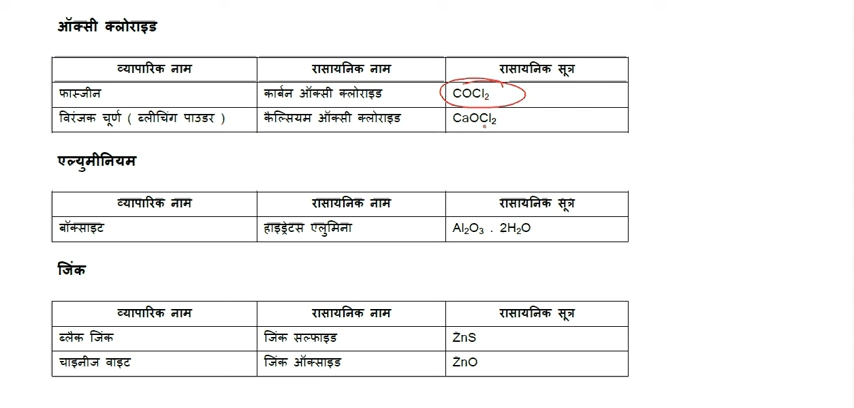 ऑक्सी क्लोराइड
व्यापारिक नाम रासायनिक नाम रासायनिक सूत्र
फास्जीन कार्बन ऑक्सी क्लोराइड COCl₂
विरंजक चूर्ण ( ब्लीचिंग पाउडर ) कैल्सियम ऑक्सी क्लोराइड CaOCl₂
एल्युमीनियम
व्यापारिक नाम रासायनिक नाम रासायनिक सूत्र
बॉक्साइट हाइड्रेटस एलुमिना Al₂O₃ . 2H₂O
जिंक
व्यापारिक नाम रासायनिक नाम रासायनिक सूत्र
ब्लैक जिंक जिंक सल्फाइड ZnS
चाइनीज वाइट जिंक ऑक्साइड ZnO